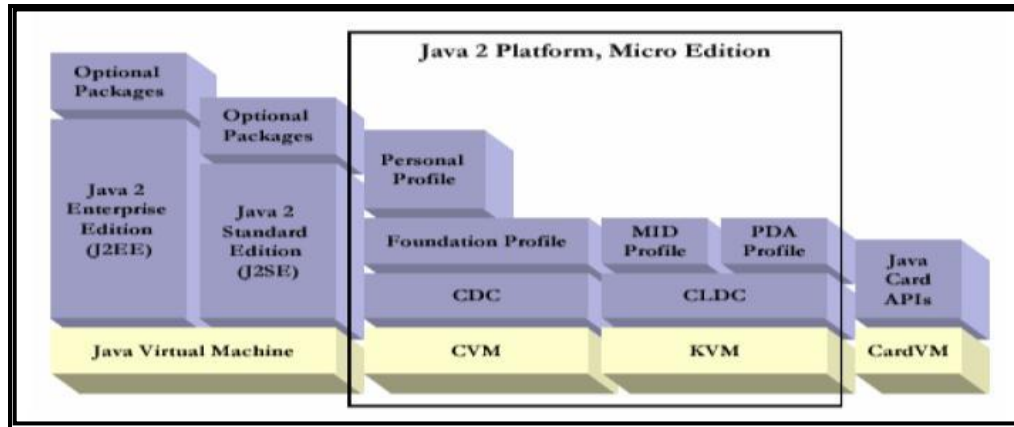 Java 2 Platform, Micro Edition
Optional
Packages
Optional
Packages
Personal
Profile
Java 2
Enterprise
Edition
(J2EE)
Java 2
Standard
Edition
(J2SE)
Foundation Profile
MID
Profile
PDA
Profile
Java
Card
APIs
CDC
CLDC
Java Virtual Machine
CVM
KVM
CardVM